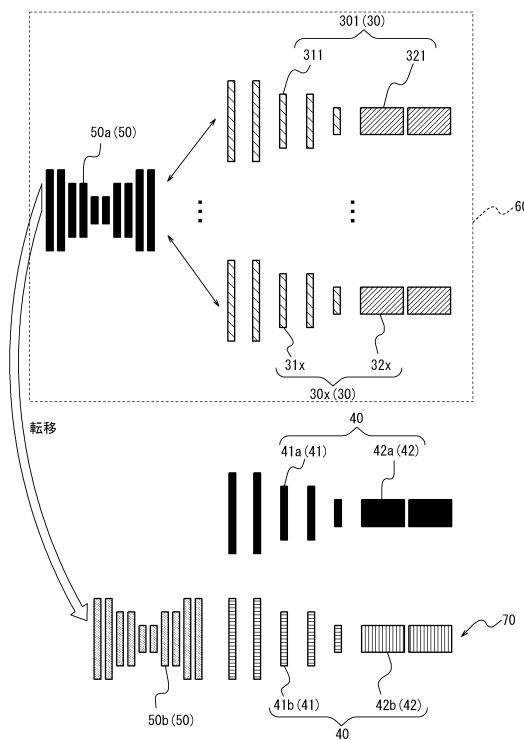 301(30)
311
321
50a(50)
60
31x
32x
30x(30)
転移
40
41a(41)
42a(42)
70
50b(50)
41b(41)
42b(42)
40